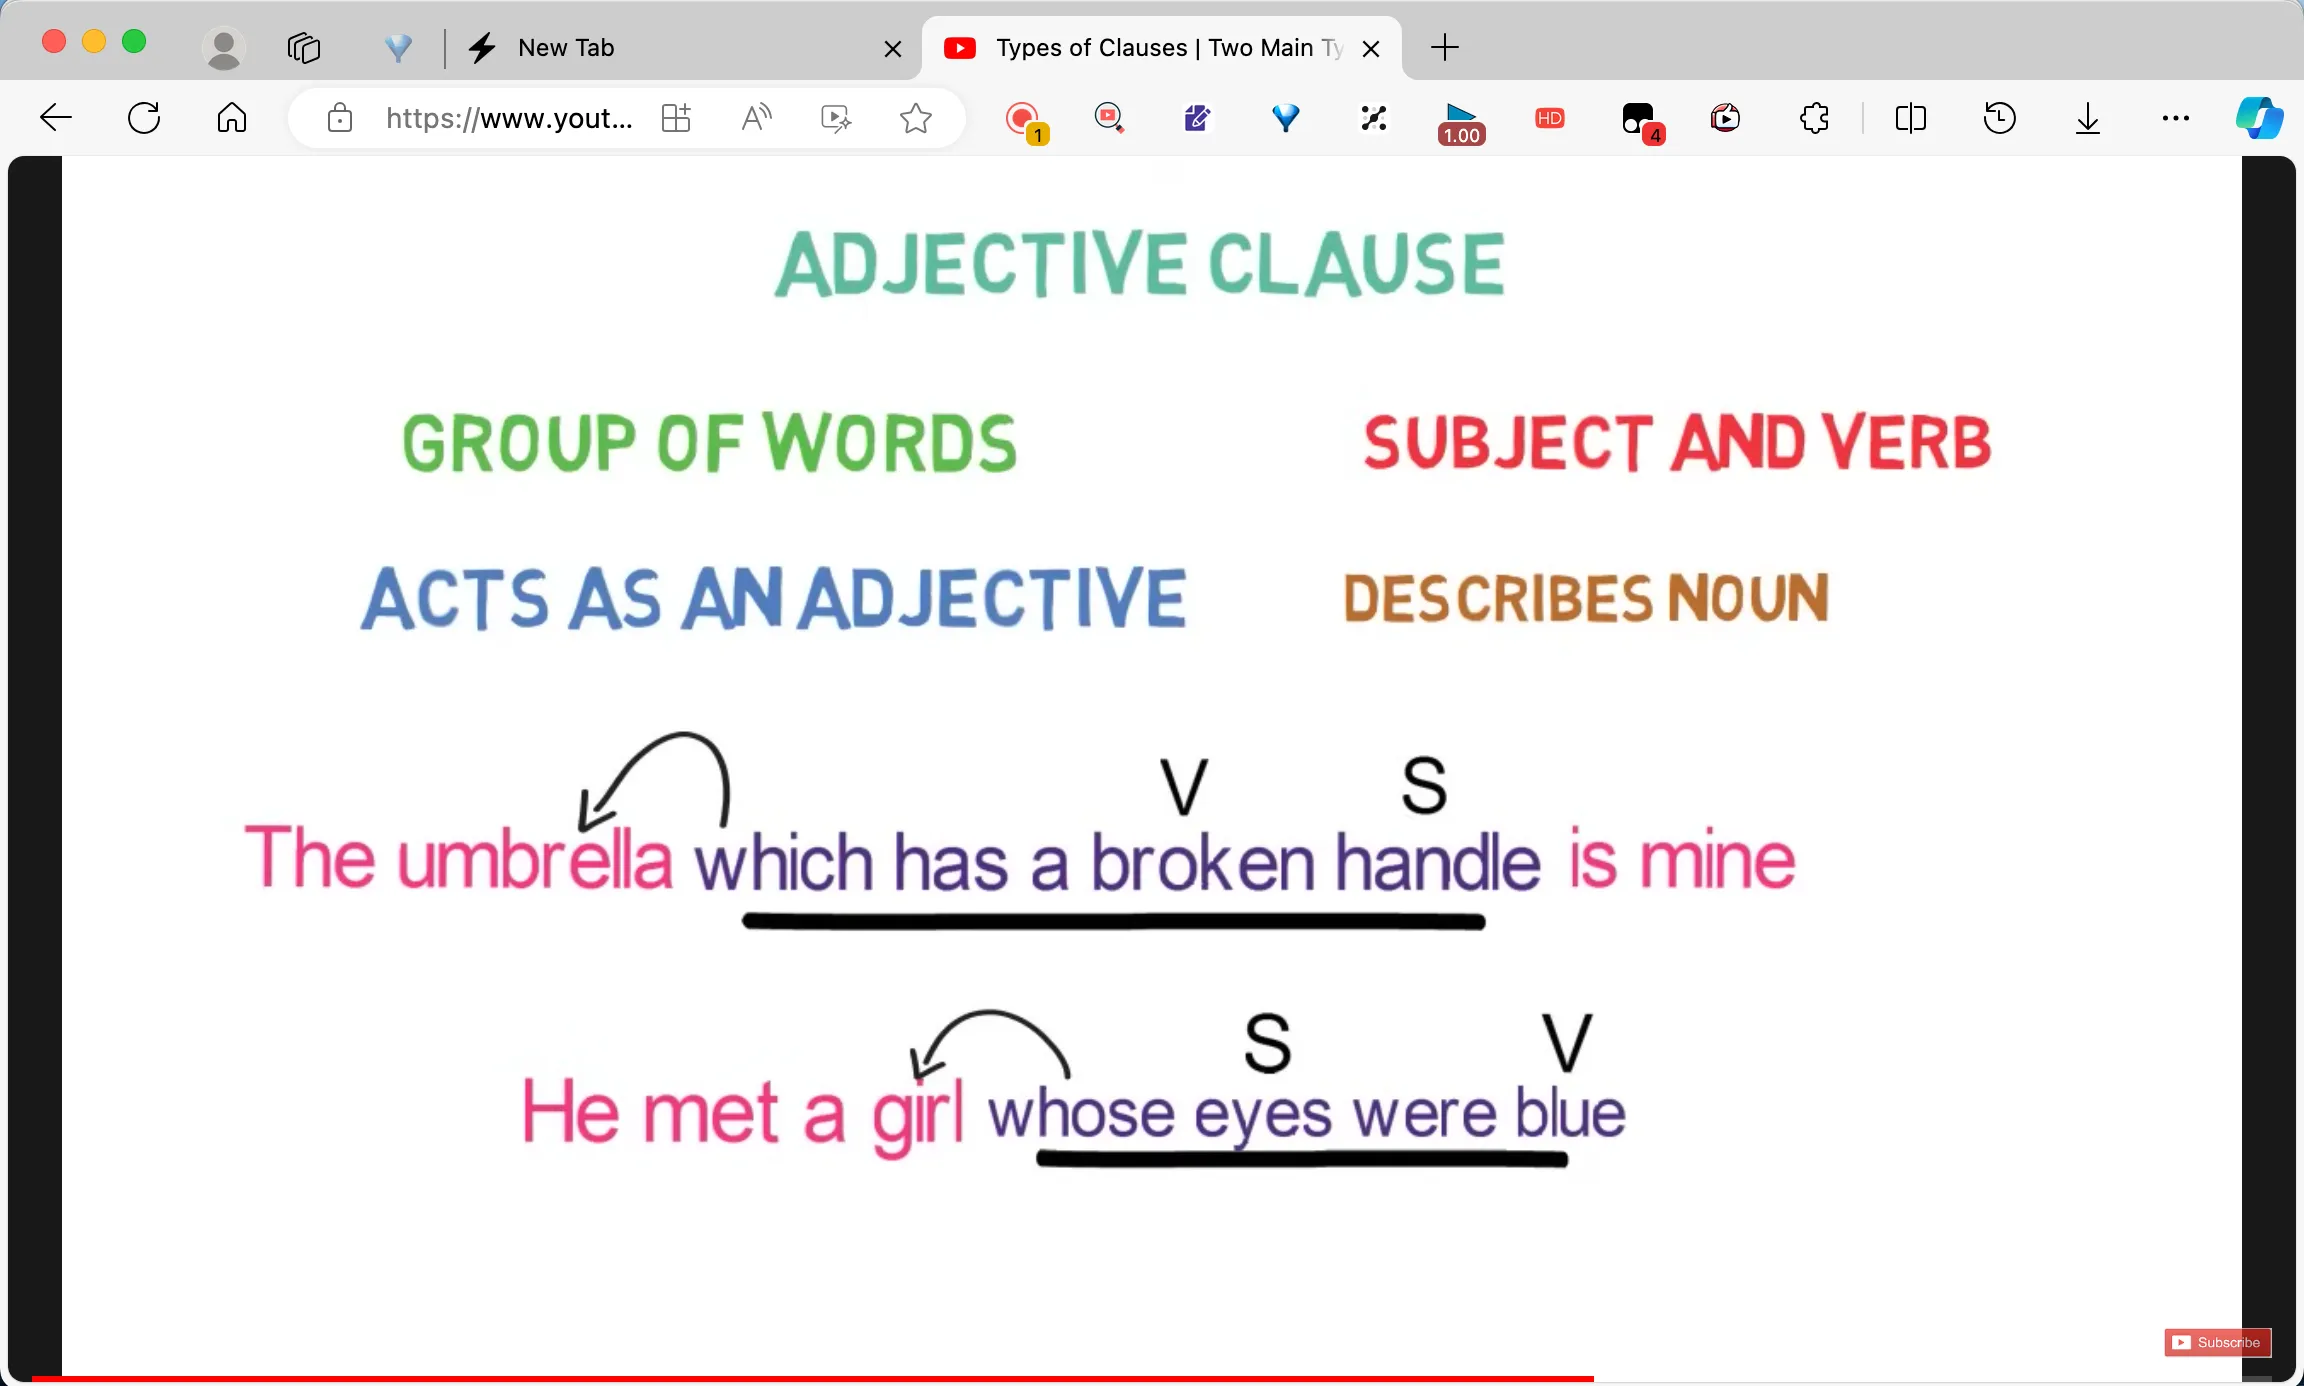 New Tab
Types of Clauses | Two Main Ty
https://www.yout...
1
1.00
HD
4
ADJECTIVE CLAUSE
GROUP OF WORDS
SUBJECT AND VERB
ACTS AS AN ADJECTIVE
DESCRIBES NOUN
V S
The umbrella which has a broken handle is mine
S V
He met a girl whose eyes were blue
Subscribe